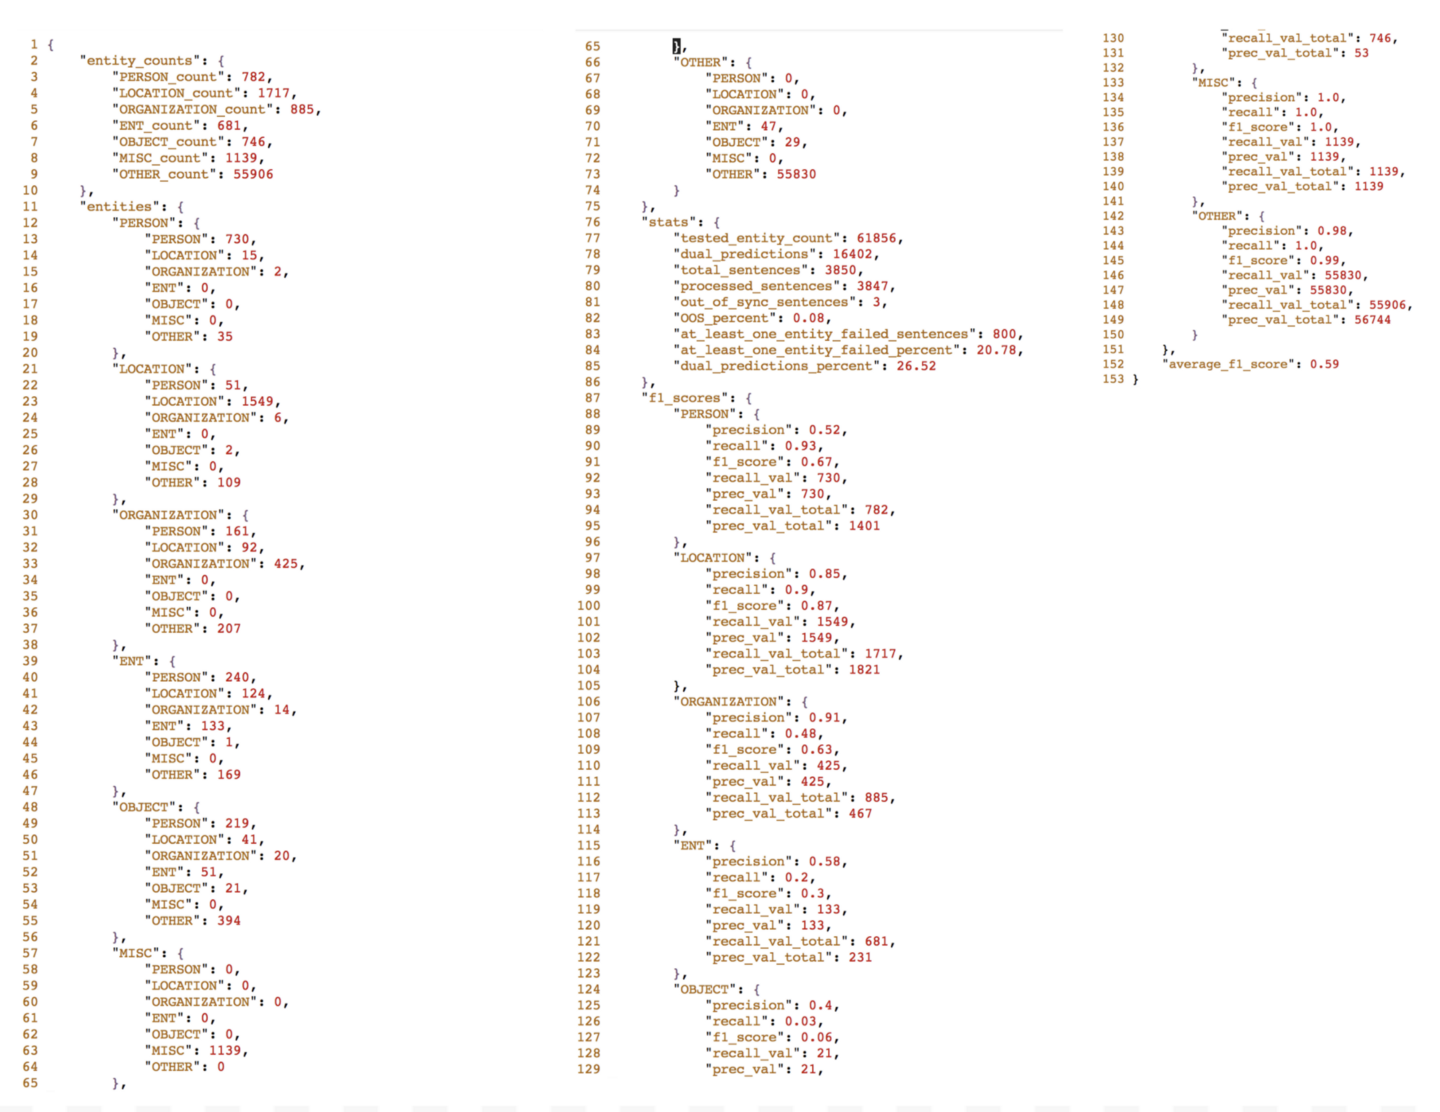 1 {
2 "entity_counts": {
3 "PERSON_count": 782,
4 "LOCATION_count": 1717,
5 "ORGANIZATION_count": 885,
6 "ENT_count": 681,
7 "OBJECT_count": 746,
8 "MISC_count": 1139,
9 "OTHER_count": 55906
10 },
11 "entities": {
12 "PERSON": {
13 "PERSON": 730,
14 "LOCATION": 15,
15 "ORGANIZATION": 2,
16 "ENT": 0,
17 "OBJECT": 0,
18 "MISC": 0,
19 "OTHER": 35
20 },
21 "LOCATION": {
22 "PERSON": 51,
23 "LOCATION": 1549,
24 "ORGANIZATION": 6,
25 "ENT": 0,
26 "OBJECT": 2,
27 "MISC": 0,
28 "OTHER": 109
29 },
30 "ORGANIZATION": {
31 "PERSON": 161,
32 "LOCATION": 92,
33 "ORGANIZATION": 425,
34 "ENT": 0,
35 "OBJECT": 0,
36 "MISC": 0,
37 "OTHER": 207
38 },
39 "ENT": {
40 "PERSON": 240,
41 "LOCATION": 124,
42 "ORGANIZATION": 14,
43 "ENT": 133,
44 "OBJECT": 1,
45 "MISC": 0,
46 "OTHER": 169
47 },
48 "OBJECT": {
49 "PERSON": 219,
50 "LOCATION": 41,
51 "ORGANIZATION": 20,
52 "ENT": 51,
53 "OBJECT": 21,
54 "MISC": 0,
55 "OTHER": 394
56 },
57 "MISC": {
58 "PERSON": 0,
59 "LOCATION": 0,
60 "ORGANIZATION": 0,
61 "ENT": 0,
62 "OBJECT": 0,
63 "MISC": 1139,
64 "OTHER": 0
65 },
65 },
66 "OTHER": {
67 "PERSON": 0,
68 "LOCATION": 0,
69 "ORGANIZATION": 0,
70 "ENT": 47,
71 "OBJECT": 29,
72 "MISC": 0,
73 "OTHER": 55830
74 }
75 },
76 "stats": {
77 "tested_entity_count": 61856,
78 "dual_predictions": 16402,
79 "total_sentences": 3850,
80 "processed_sentences": 3847,
81 "out_of_sync_sentences": 3,
82 "OOS_percent": 0.08,
83 "at_least_one_entity_failed_sentences": 800,
84 "at_least_one_entity_failed_percent": 20.78,
85 "dual_predictions_percent": 26.52
86 },
87 "f1_scores": {
88 "PERSON": {
89 "precision": 0.52,
90 "recall": 0.93,
91 "f1_score": 0.67,
92 "recall_val": 730,
93 "prec_val": 730,
94 "recall_val_total": 782,
95 "prec_val_total": 1401
96 },
97 "LOCATION": {
98 "precision": 0.85,
99 "recall": 0.9,
100 "f1_score": 0.87,
101 "recall_val": 1549,
102 "prec_val": 1549,
103 "recall_val_total": 1717,
104 "prec_val_total": 1821
105 },
106 "ORGANIZATION": {
107 "precision": 0.91,
108 "recall": 0.48,
109 "f1_score": 0.63,
110 "recall_val": 425,
111 "prec_val": 425,
112 "recall_val_total": 885,
113 "prec_val_total": 467
114 },
115 "ENT": {
116 "precision": 0.58,
117 "recall": 0.2,
118 "f1_score": 0.3,
119 "recall_val": 133,
120 "prec_val": 133,
121 "recall_val_total": 681,
122 "prec_val_total": 231
123 },
124 "OBJECT": {
125 "precision": 0.4,
126 "recall": 0.03,
127 "f1_score": 0.06,
128 "recall_val": 21,
129 "prec_val": 21,
130 "recall_val_total": 746,
131 "prec_val_total": 53
132 },
133 "MISC": {
134 "precision": 1.0,
135 "recall": 1.0,
136 "f1_score": 1.0,
137 "recall_val": 1139,
138 "prec_val": 1139,
139 "recall_val_total": 1139,
140 "prec_val_total": 1139
141 },
142 "OTHER": {
143 "precision": 0.98,
144 "recall": 1.0,
145 "f1_score": 0.99,
146 "recall_val": 55830,
147 "prec_val": 55830,
148 "recall_val_total": 55906,
149 "prec_val_total": 56744
150 }
151 },
152 "average_f1_score": 0.59
153 }